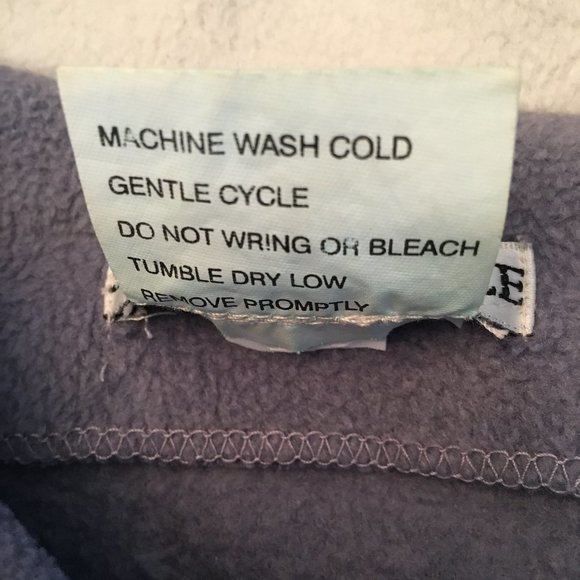 MACHINE WASH COLD
GENTLE CYCLE
DO NOT WRING OR BLEACH
TUMBLE DRY LOW
REMOVE PROMPTLY